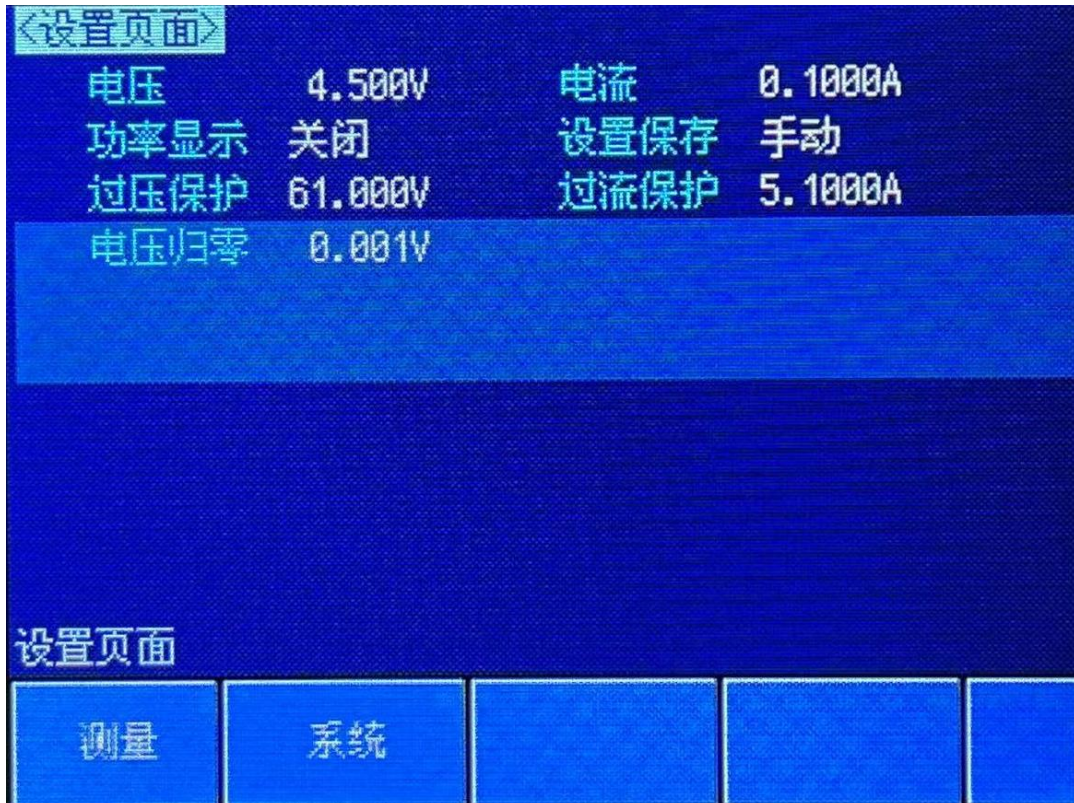 <设置页面>
电压 4.500V 电流 0.1000A
功率显示 关闭 设置保存 手动
过压保护 61.000V 过流保护 5.1000A
电压归零 0.001V
设置页面
测量 系统